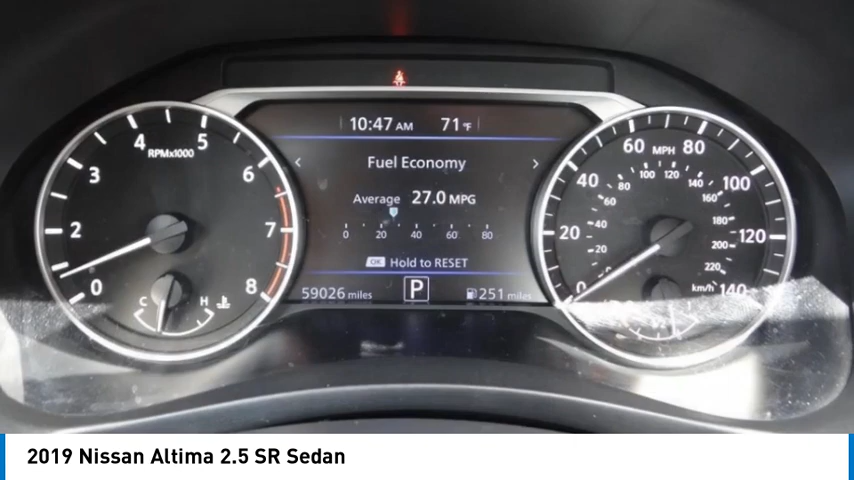 10:47 AM 71°F
4 5
RPMx1000
3 6
2 7
0 8
C H
< Fuel Economy >
Average 27.0 MPG
0 20 40 60 80
OK Hold to RESET
59026 miles P 251 miles
60 MPH 80
40 100
20 120
0 140
80 100 120 140
60 160
40 180
20 200
0 220
km/h
2019 Nissan Altima 2.5 SR Sedan